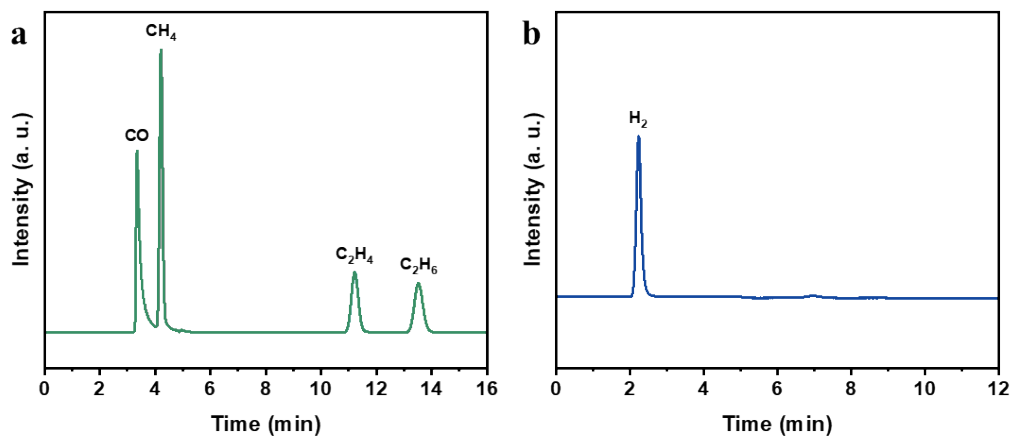 a
CH₄
CO
C₂H₄
C₂H₆
Intensity (a. u.)
0 2 4 6 8 10 12 14 16
Time (min)
b
H₂
Intensity (a. u.)
0 2 4 6 8 10 12
Time (min)